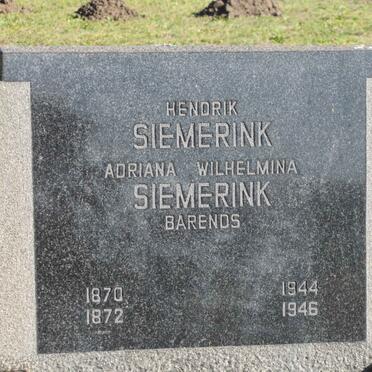 HENDRIK
SIEMERINK
ADRIANA WILHELMINA
SIEMERINK
BARENDS
1870 1944
1872 1946